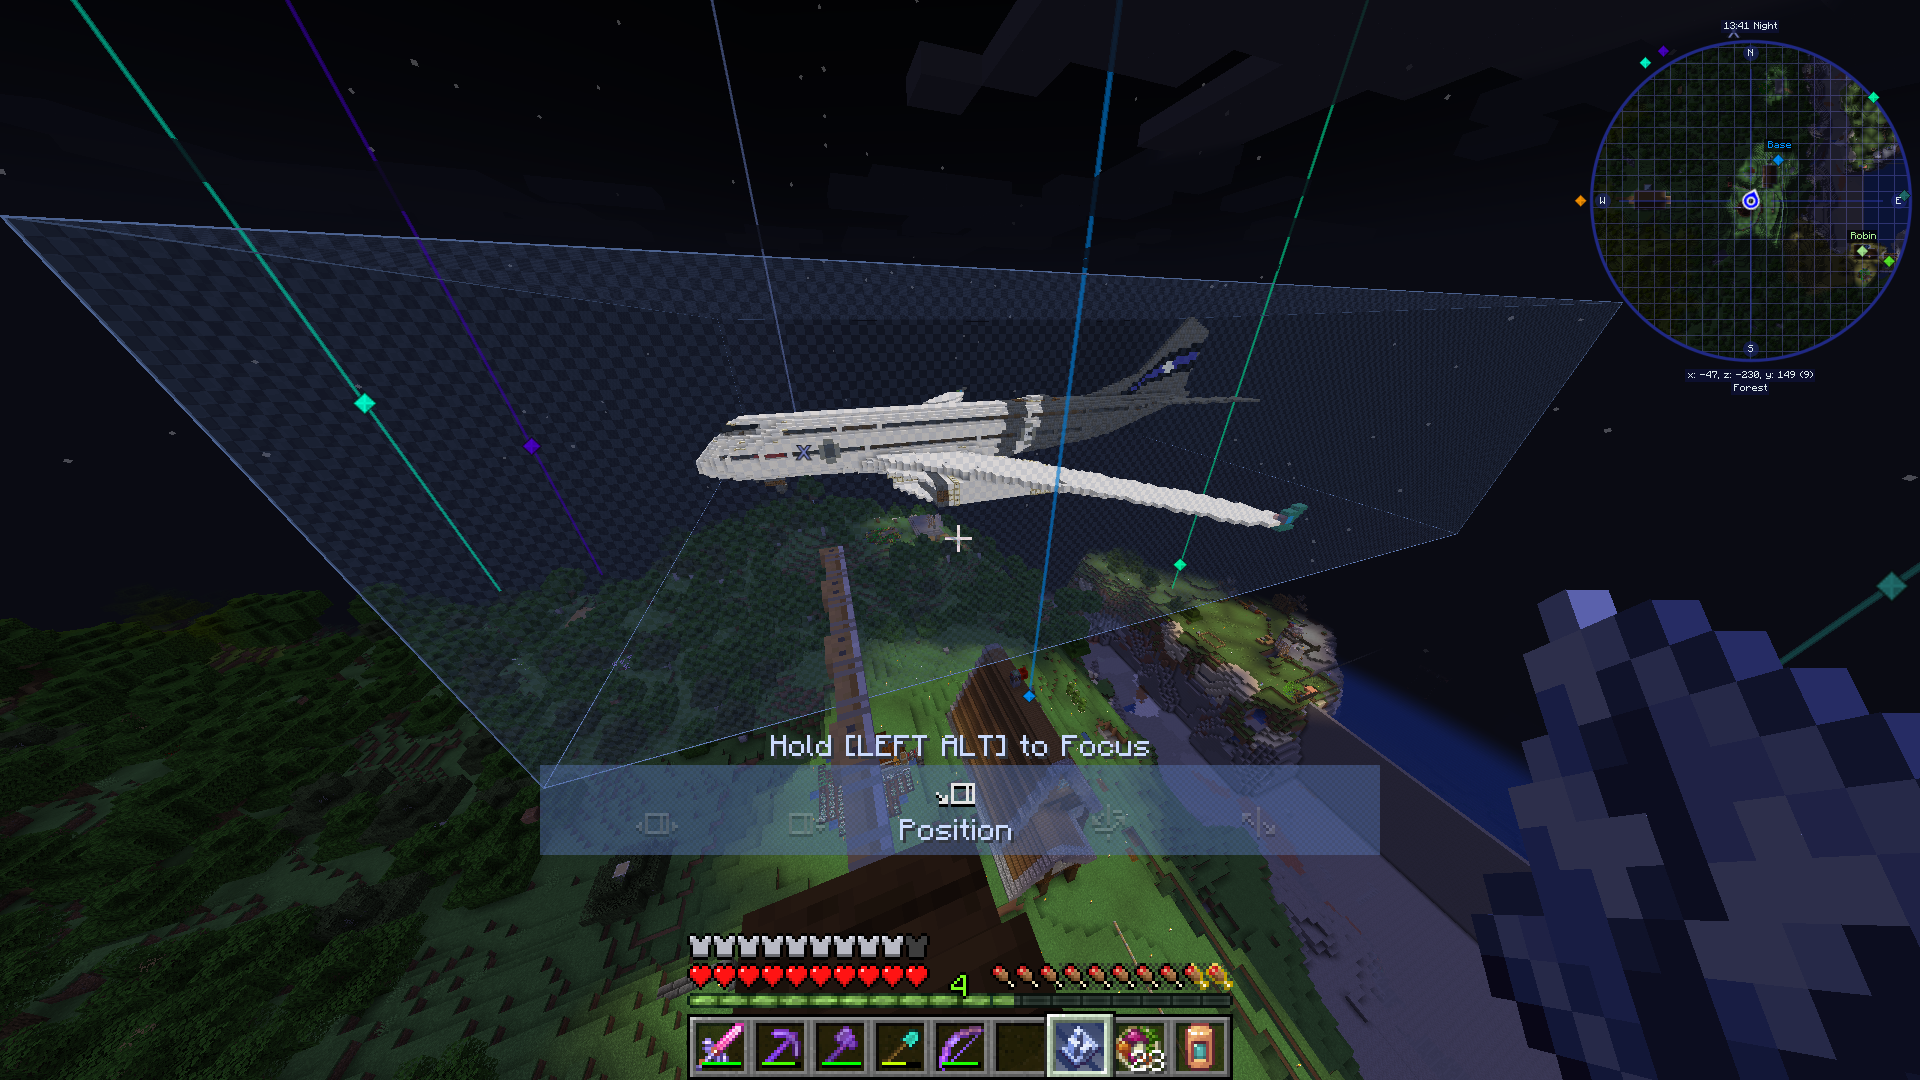 13:41 Night
N
Base
W
E
Robin
S
x: -47, z: -230, y: 149 (9)
Forest
X
Hold [LEFT ALT] to Focus
Position
4
23